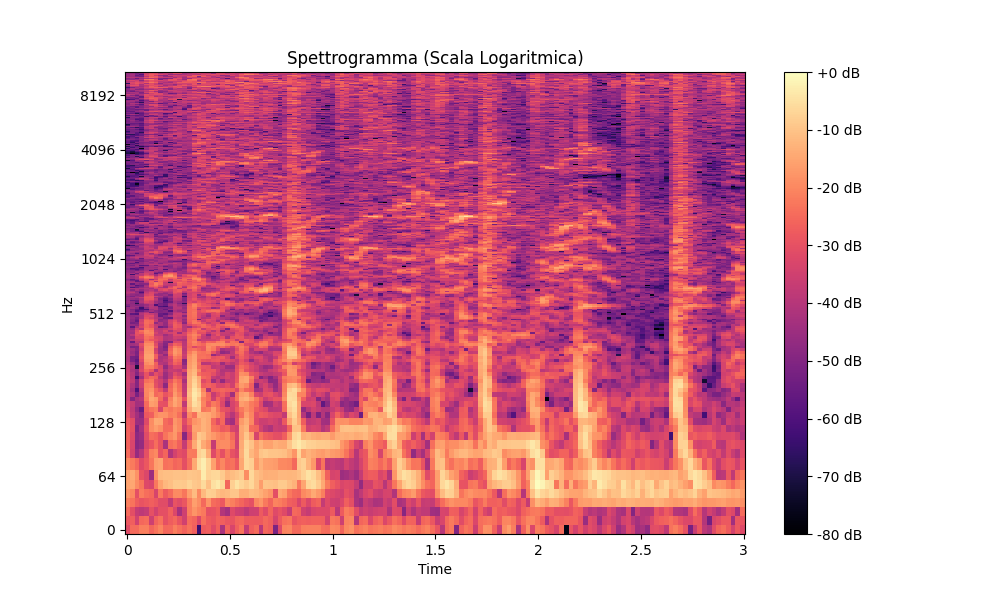 Spettrogramma (Scala Logaritmica)
Hz
8192
4096
2048
1024
512
256
128
64
0
0
0.5
1
1.5
2
2.5
3
Time
+0 dB
-10 dB
-20 dB
-30 dB
-40 dB
-50 dB
-60 dB
-70 dB
-80 dB